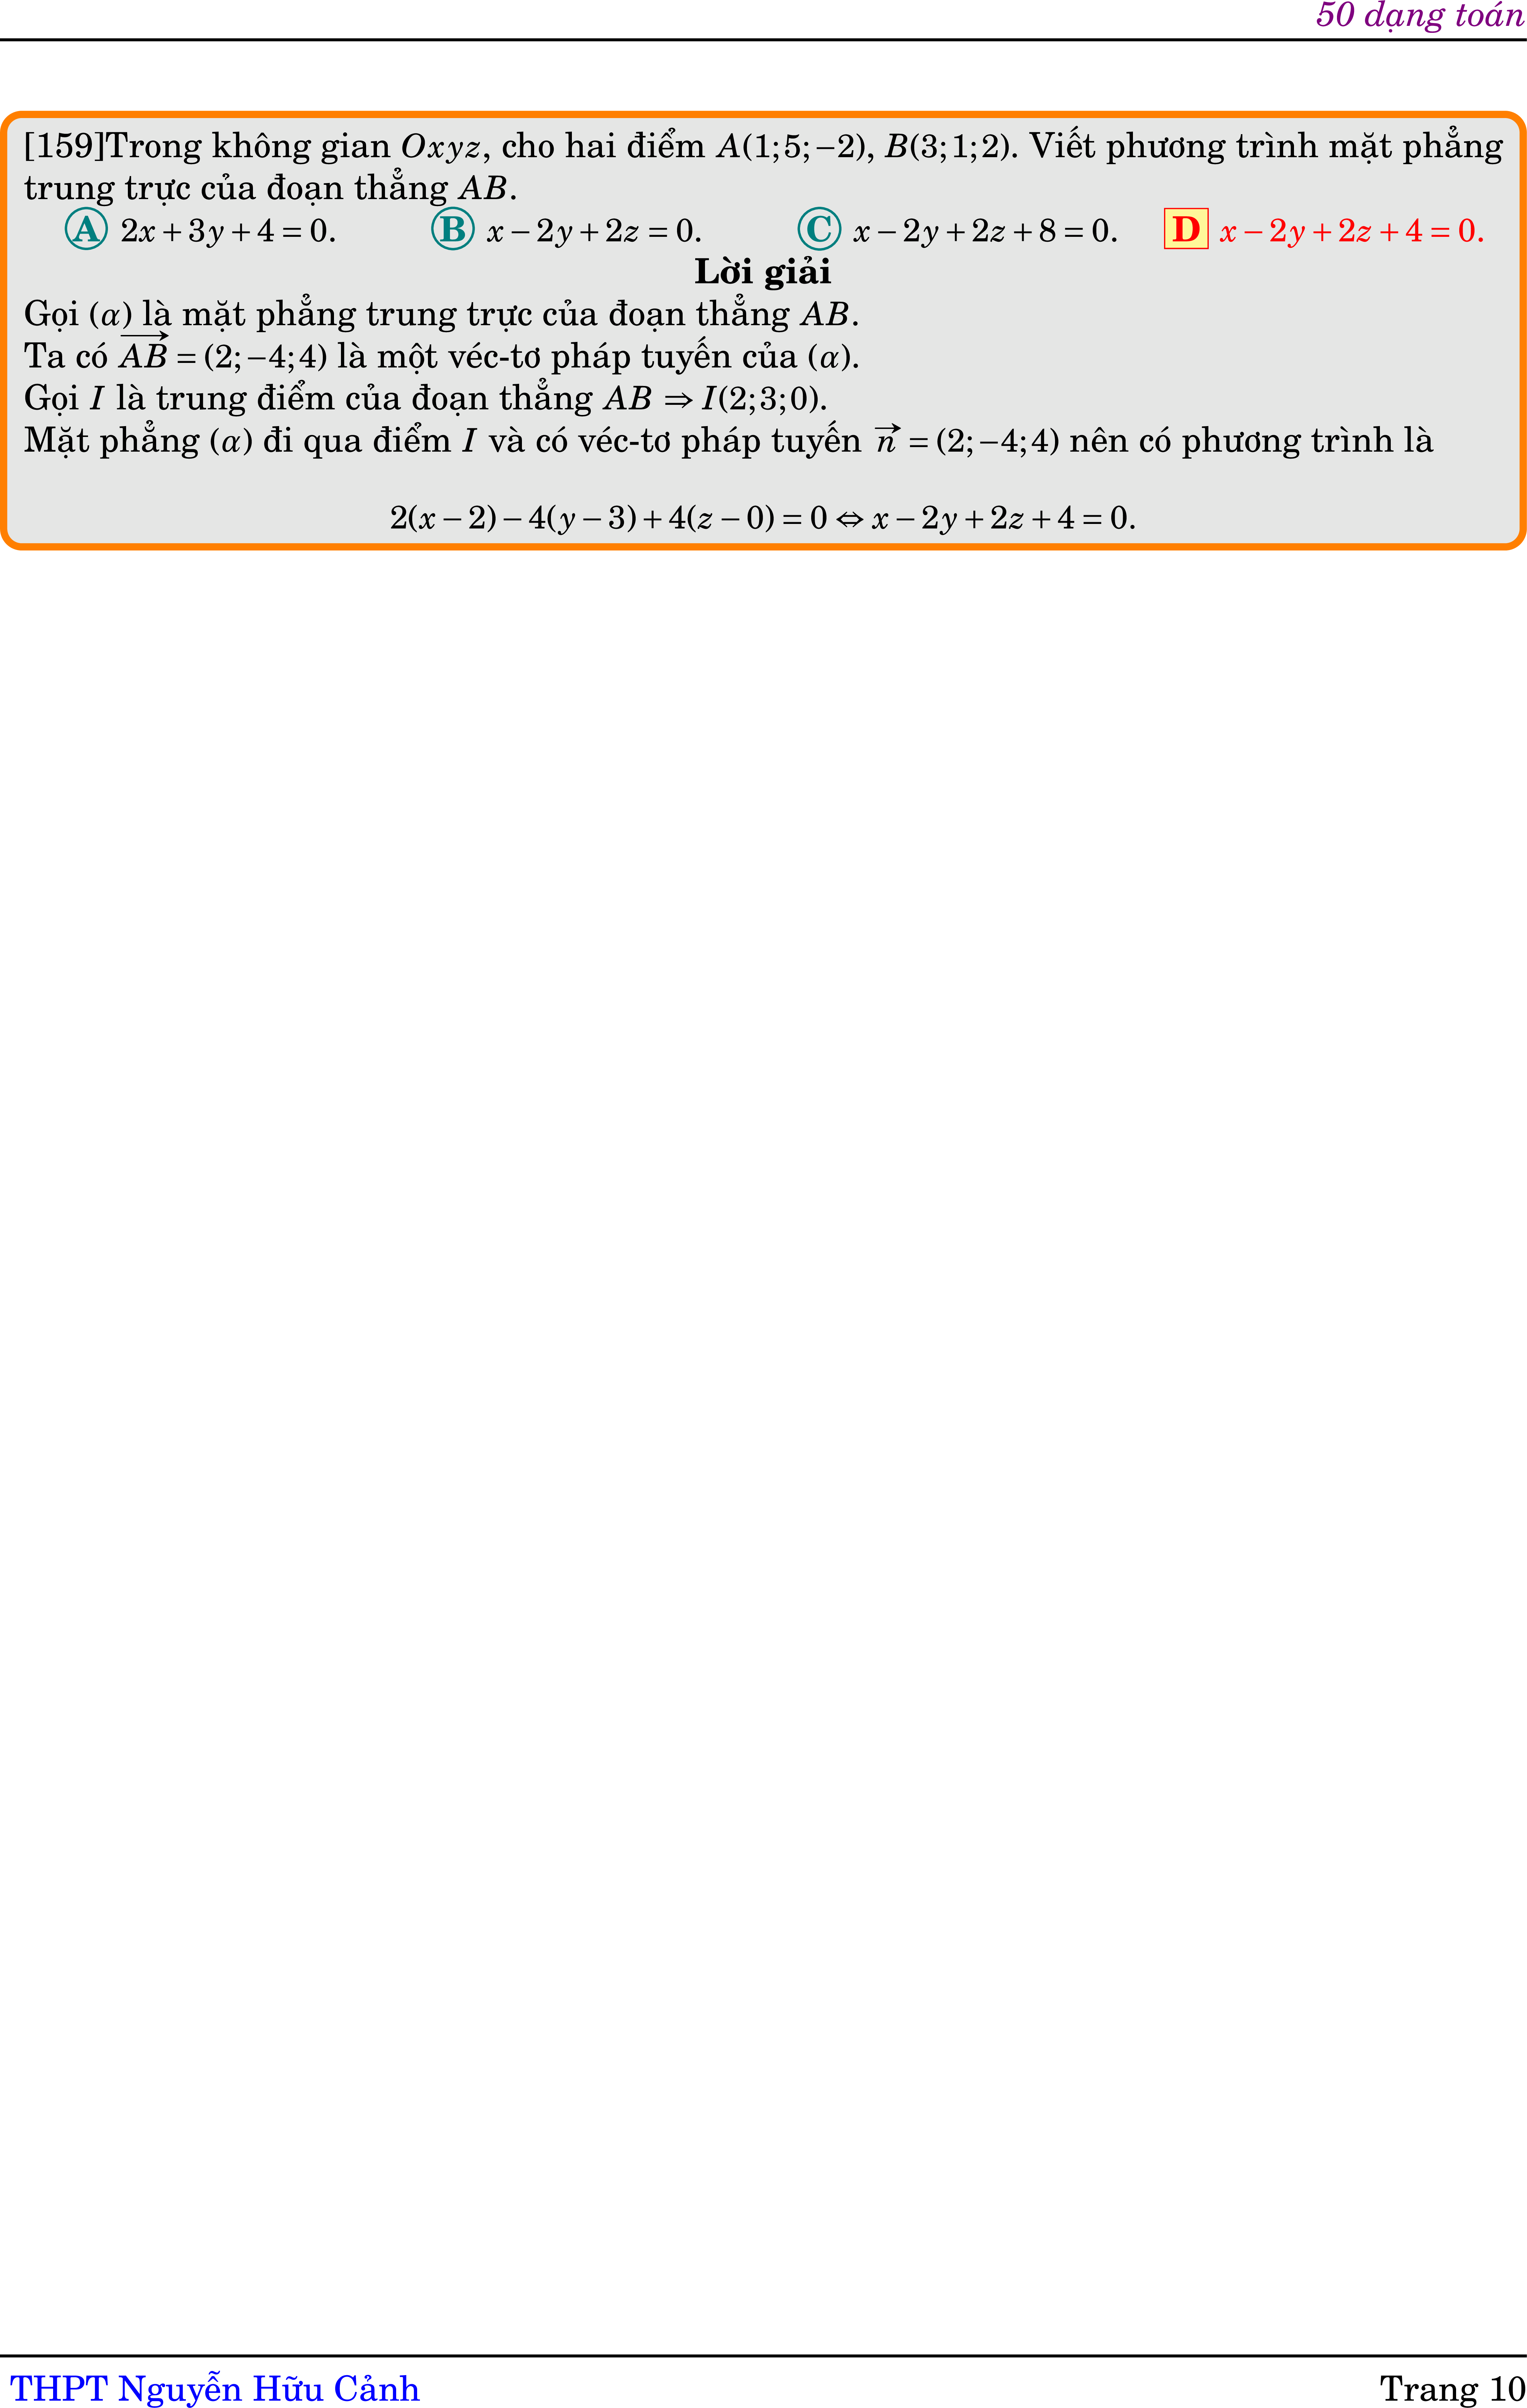 50 dạng toán
[159]Trong không gian Oxyz, cho hai điểm A(1;5;−2), B(3;1;2). Viết phương trình mặt phẳng
trung trực của đoạn thẳng AB.
A 2x + 3y + 4 = 0. B x − 2y + 2z = 0. C x − 2y + 2z + 8 = 0. D x − 2y + 2z + 4 = 0.
Lời giải
Gọi (α) là mặt phẳng trung trực của đoạn thẳng AB.
Ta có $\overrightarrow{AB}$ = (2;−4;4) là một véc-tơ pháp tuyến của (α).
Gọi I là trung điểm của đoạn thẳng AB ⇒ I(2;3;0).
Mặt phẳng (α) đi qua điểm I và có véc-tơ pháp tuyến $\overrightarrow{n}$ = (2;−4;4) nên có phương trình là
2(x − 2) − 4(y − 3) + 4(z − 0) = 0 ⇔ x − 2y + 2z + 4 = 0.
THPT Nguyễn Hữu Cảnh Trang 10